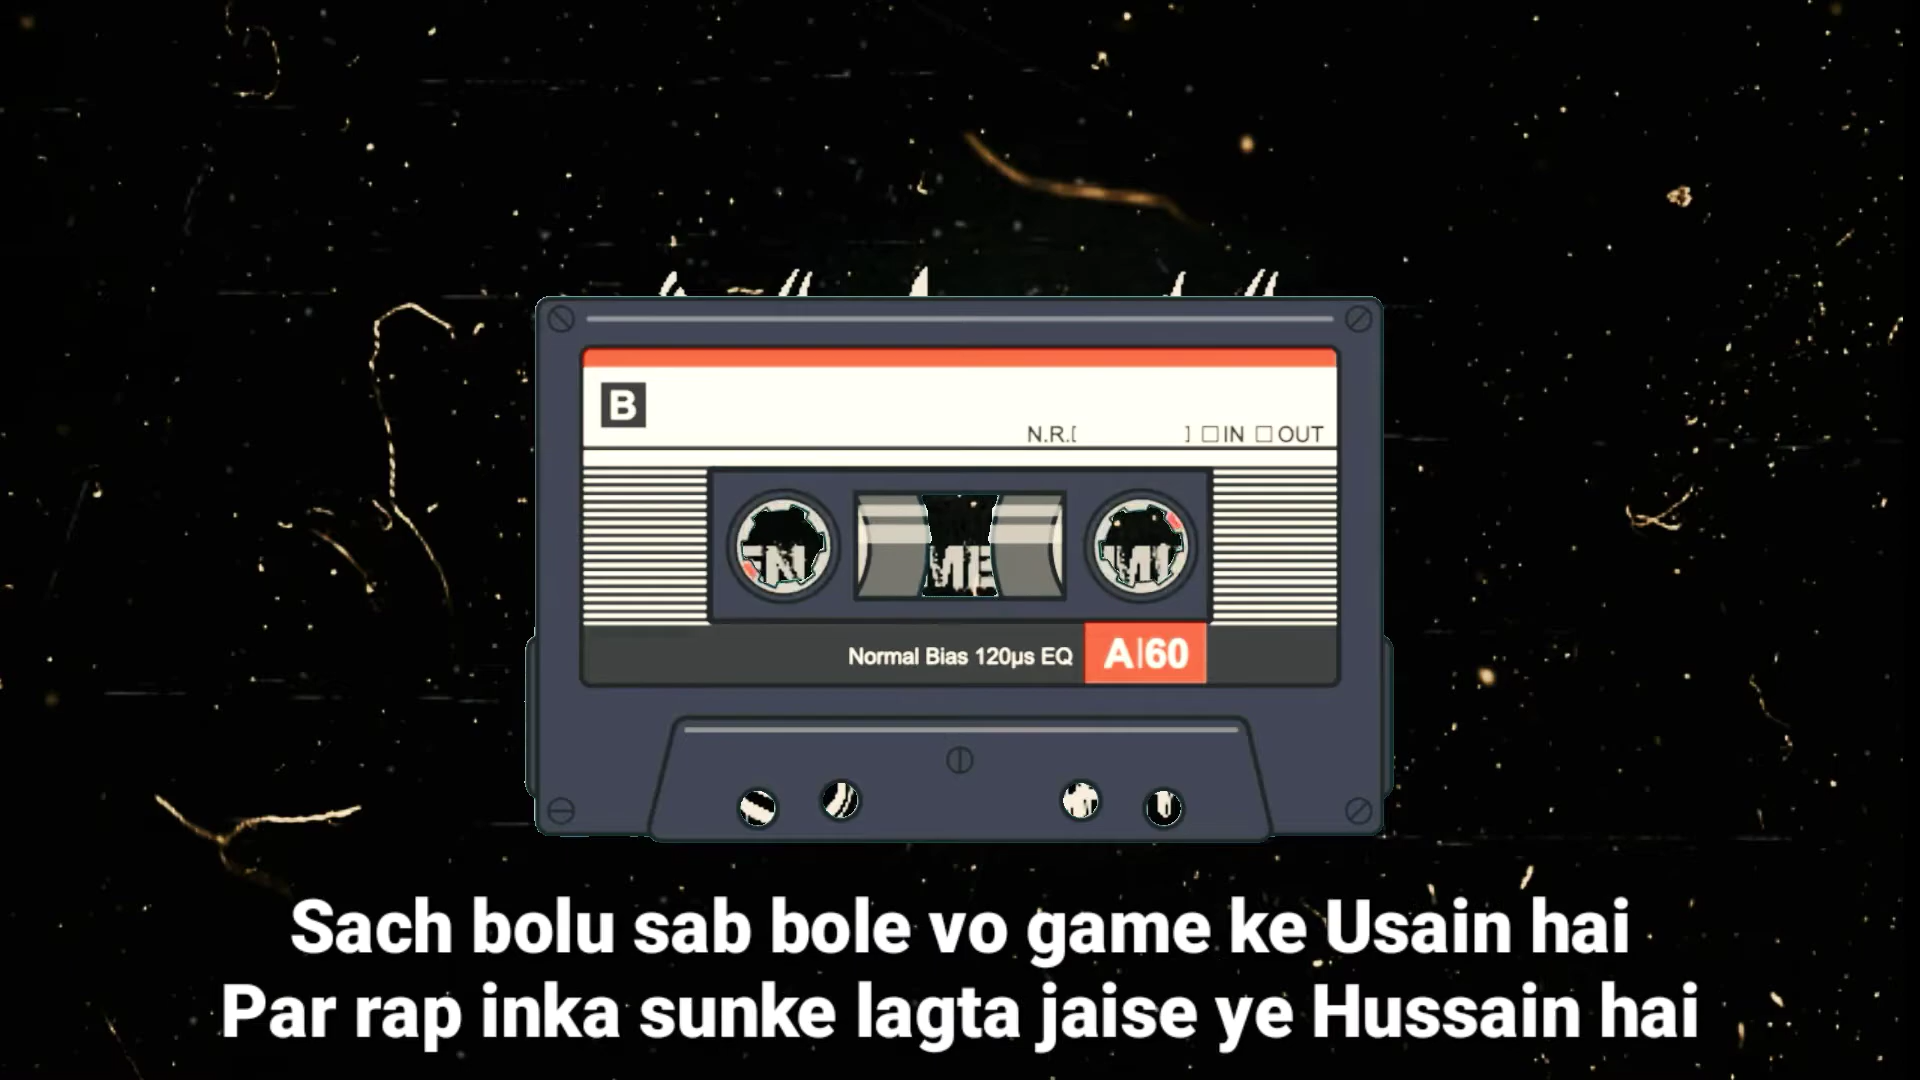 B
N.R.[ ] □IN □OUT
Normal Bias 120µs EQ
A|60
Sach bolu sab bole vo game ke Usain hai
Par rap inka sunke lagta jaise ye Hussain hai